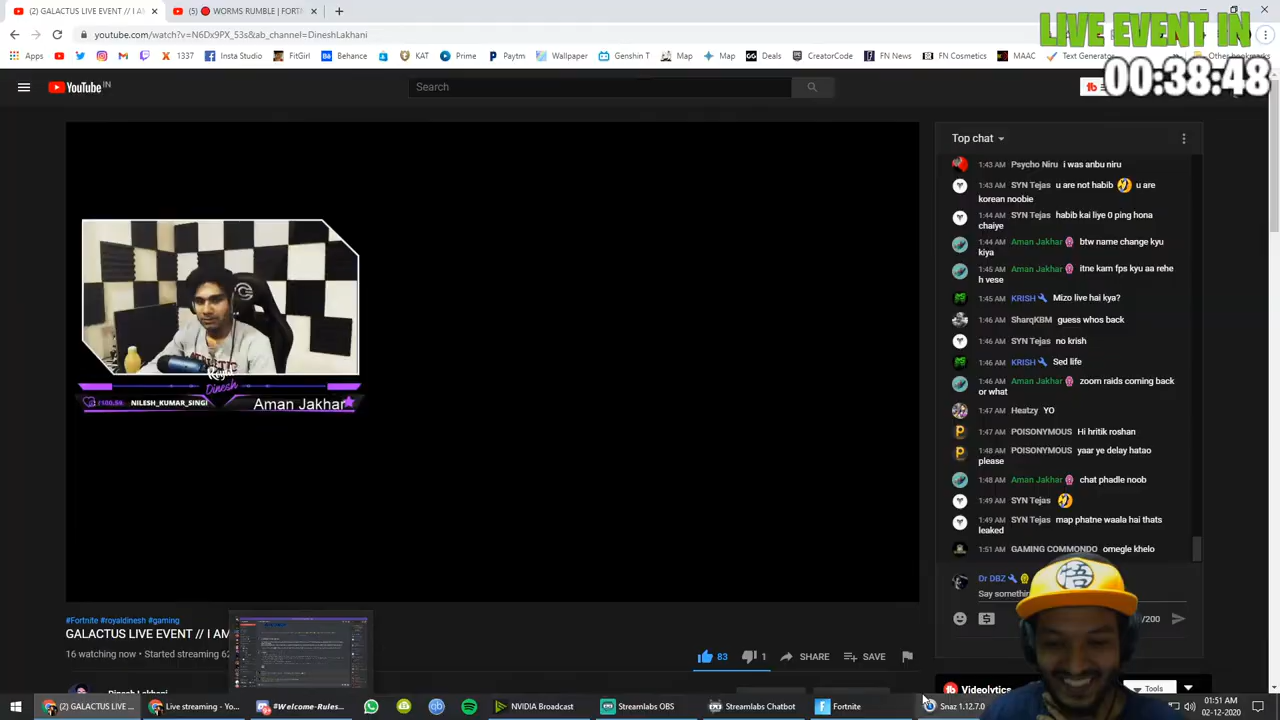 (2) GALACTUS LIVE EVENT // I A
(5) 🔴 WORMS RUMBLE | FORT
LIVE EVENT IN
00:38:48
youtube.com/watch?v=N6Dx9PX_53s&ab_channel=DineshLakhani
Apps 1337 Insta Studio FitGirl Behance KAT Prime Paytm Wallpaper Genshin T Map Map Deals CreatorCode FN News FN Cosmetics MAAC Text Generator Other bookmarks
YouTube IN
Search
Top chat
1:43 AM Psycho Niru i was anbu niru
1:43 AM SYN Tejas u are not habib 🤣 u are
korean noobie
1:44 AM SYN Tejas habib kai liye 0 ping hona
chaiye
1:44 AM Aman Jakhar btw name change kyu
kiya
1:45 AM Aman Jakhar itne kam fps kyu aa rehe
h vese
1:45 AM KRISH Mizo live hai kya?
1:46 AM SharqKBM guess whos back
1:46 AM SYN Tejas no krish
1:46 AM KRISH Sed life
1:46 AM Aman Jakhar zoom raids coming back
or what
1:47 AM Heatzy YO
1:47 AM POISONYMOUS Hi hritik roshan
1:48 AM POISONYMOUS yaar ye delay hatao
please
1:48 AM Aman Jakhar chat phadle noob
1:49 AM SYN Tejas 🤣
1:49 AM SYN Tejas map phatne waala hai thats
leaked
1:51 AM GAMING COMMONDO omegle khelo
Dr DBZ
Say somethin
/200
Royal
Dinesh
NILESH_KUMAR_SINGI
Aman Jakhar
#Fortnite #royaldinesh #gaming
GALACTUS LIVE EVENT // I AM
16 watching now • Started streaming 62
83 1 SHARE SAVE
Dinesh Lakhani
Videolytics
Tools
(2) GALACTUS LIVE ...
Live streaming - You...
Welcome-Rules...
NVIDIA Broadcast
Streamlabs OBS
Streamlabs Chatbot
Fortnite
Snaz 1.12.7.0
01:51 AM
02-12-2020